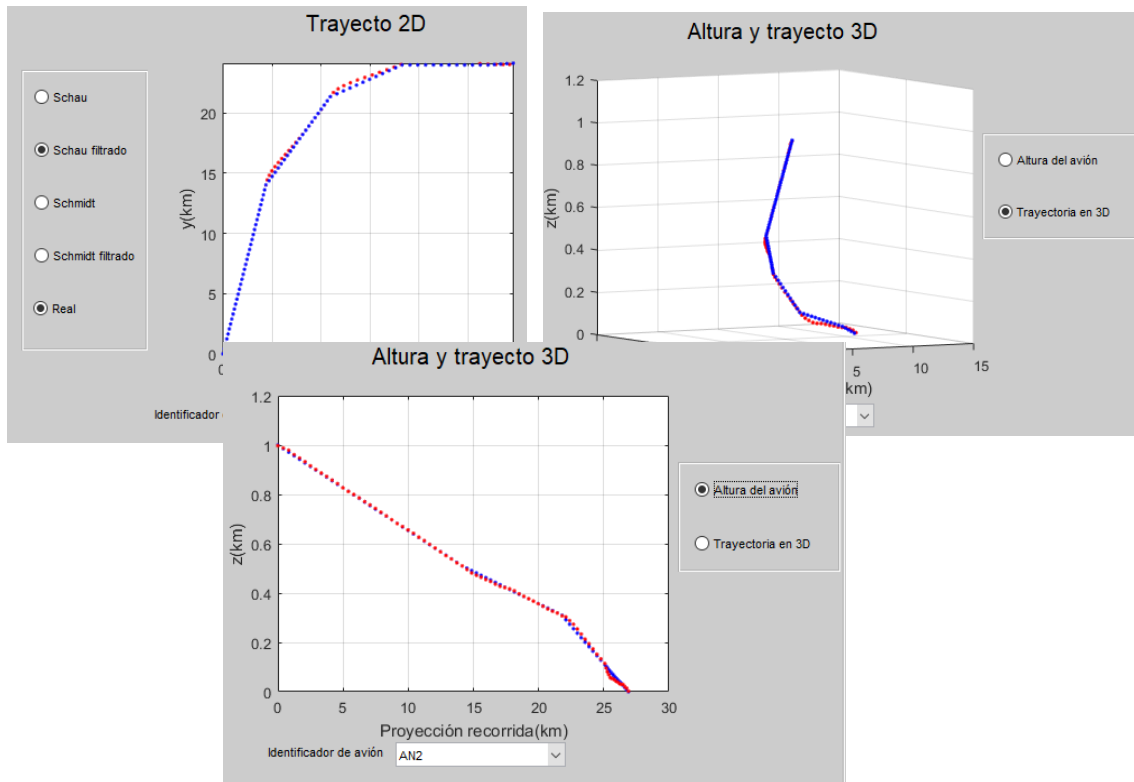 Trayecto 2D
Schau
Schau filtrado
Schmidt
Schmidt filtrado
Real
y(km)
20
15
10
5
0
0
Identificador
Altura y trayecto 3D
1.2
1
0.8
0.6
0.4
0.2
0
z(km)
5
10
15
km)
Altura del avión
Trayectoria en 3D
Altura y trayecto 3D
1.2
1
0.8
0.6
0.4
0.2
0
z(km)
0
5
10
15
20
25
30
Proyección recorrida(km)
Identificador de avión
AN2
Altura del avión
Trayectoria en 3D